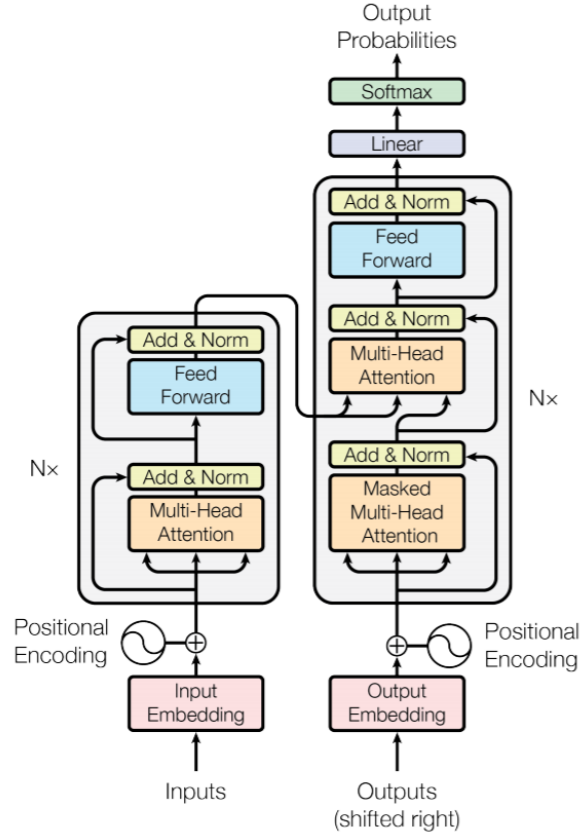 Output
Probabilities
Softmax
Linear
Add & Norm
Feed
Forward
Add & Norm
Multi-Head
Attention
Add & Norm
Masked
Multi-Head
Attention
N×
Add & Norm
Feed
Forward
Add & Norm
Multi-Head
Attention
N×
Positional
Encoding
Positional
Encoding
Input
Embedding
Output
Embedding
Inputs
Outputs
(shifted right)